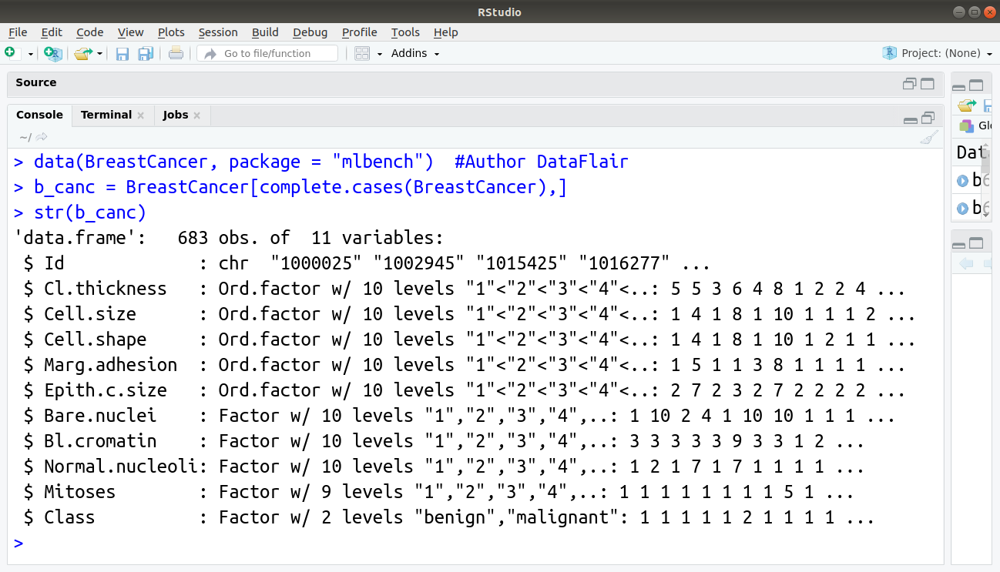 RStudio
File Edit Code View Plots Session Build Debug Profile Tools Help
Go to file/function
Addins
Project: (None)
Source
Console Terminal Jobs
~/
> data(BreastCancer, package = "mlbench")  #Author DataFlair
> b_canc = BreastCancer[complete.cases(BreastCancer),]
> str(b_canc)
'data.frame':   683 obs. of  11 variables:
 $ Id             : chr  "1000025" "1002945" "1015425" "1016277" ...
 $ Cl.thickness   : Ord.factor w/ 10 levels "1"<"2"<"3"<"4"<..: 5 5 3 6 4 8 1 2 2 4 ...
 $ Cell.size      : Ord.factor w/ 10 levels "1"<"2"<"3"<"4"<..: 1 4 1 8 1 10 1 1 1 2 ...
 $ Cell.shape     : Ord.factor w/ 10 levels "1"<"2"<"3"<"4"<..: 1 4 1 8 1 10 1 2 1 1 ...
 $ Marg.adhesion  : Ord.factor w/ 10 levels "1"<"2"<"3"<"4"<..: 1 5 1 1 3 8 1 1 1 1 ...
 $ Epith.c.size   : Ord.factor w/ 10 levels "1"<"2"<"3"<"4"<..: 2 7 2 3 2 7 2 2 2 2 ...
 $ Bare.nuclei    : Factor w/ 10 levels "1","2","3","4",..: 1 10 2 4 1 10 10 1 1 1 ...
 $ Bl.cromatin    : Factor w/ 10 levels "1","2","3","4",..: 3 3 3 3 3 9 3 3 1 2 ...
 $ Normal.nucleoli: Factor w/ 10 levels "1","2","3","4",..: 1 2 1 7 1 7 1 1 1 1 ...
 $ Mitoses        : Factor w/ 9 levels "1","2","3","4",..: 1 1 1 1 1 1 1 1 5 1 ...
 $ Class          : Factor w/ 2 levels "benign","malignant": 1 1 1 1 1 2 1 1 1 1 ...
>